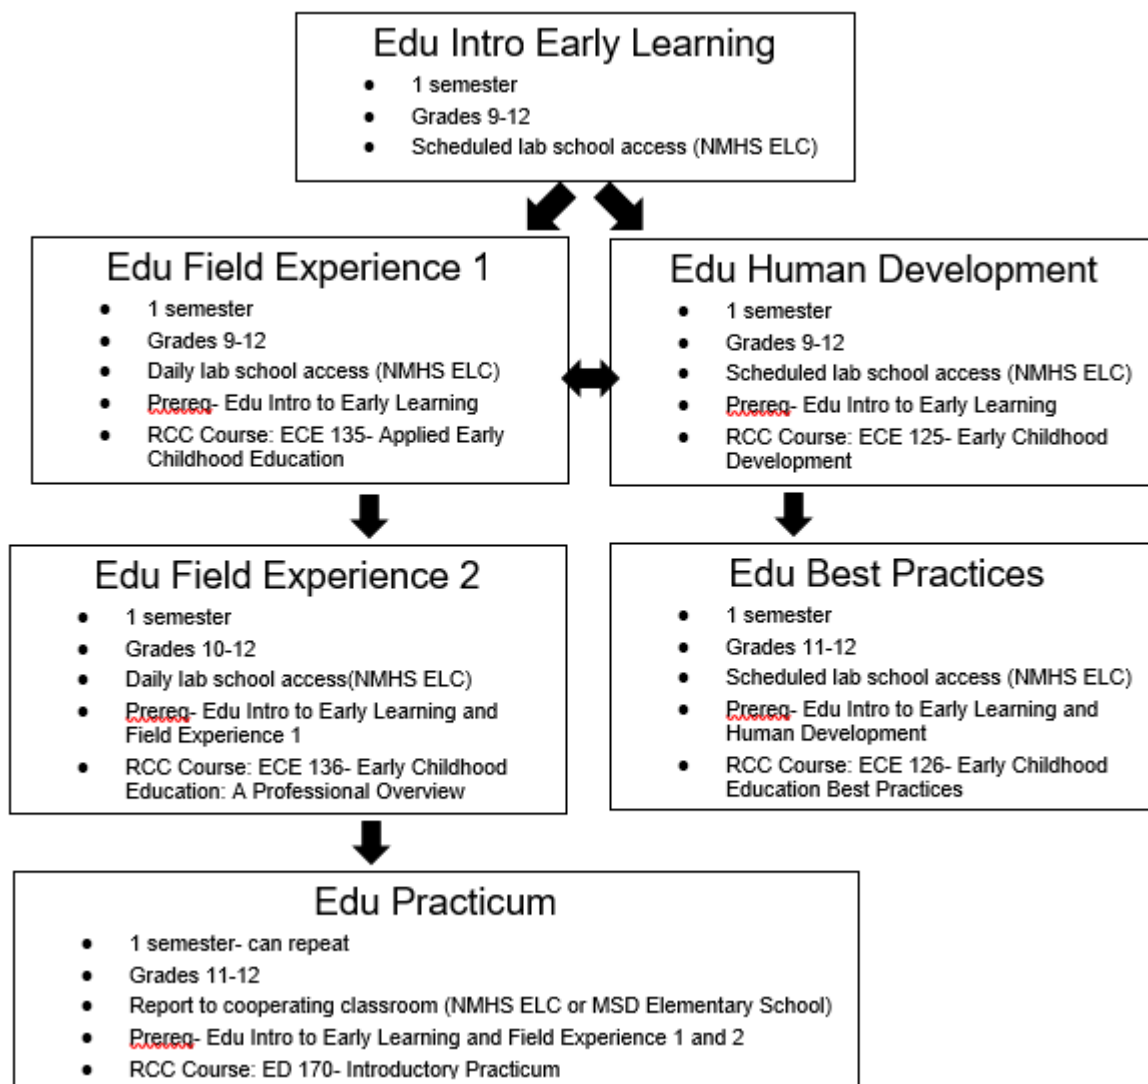 Edu Intro Early Learning
● 1 semester
● Grades 9-12
● Scheduled lab school access (NMHS ELC)
Edu Field Experience 1
● 1 semester
● Grades 9-12
● Daily lab school access (NMHS ELC)
● Prereq- Edu Intro to Early Learning
● RCC Course: ECE 135- Applied Early
Childhood Education
Edu Human Development
● 1 semester
● Grades 9-12
● Scheduled lab school access (NMHS ELC)
● Prereq- Edu Intro to Early Learning
● RCC Course: ECE 125- Early Childhood
Development
Edu Field Experience 2
● 1 semester
● Grades 10-12
● Daily lab school access(NMHS ELC)
● Prereq- Edu Intro to Early Learning and
Field Experience 1
● RCC Course: ECE 136- Early Childhood
Education: A Professional Overview
Edu Best Practices
● 1 semester
● Grades 11-12
● Scheduled lab school access (NMHS ELC)
● Prereq- Edu Intro to Early Learning and
Human Development
● RCC Course: ECE 126- Early Childhood
Education Best Practices
Edu Practicum
● 1 semester- can repeat
● Grades 11-12
● Report to cooperating classroom (NMHS ELC or MSD Elementary School)
● Prereq- Edu Intro to Early Learning and Field Experience 1 and 2
● RCC Course: ED 170- Introductory Practicum